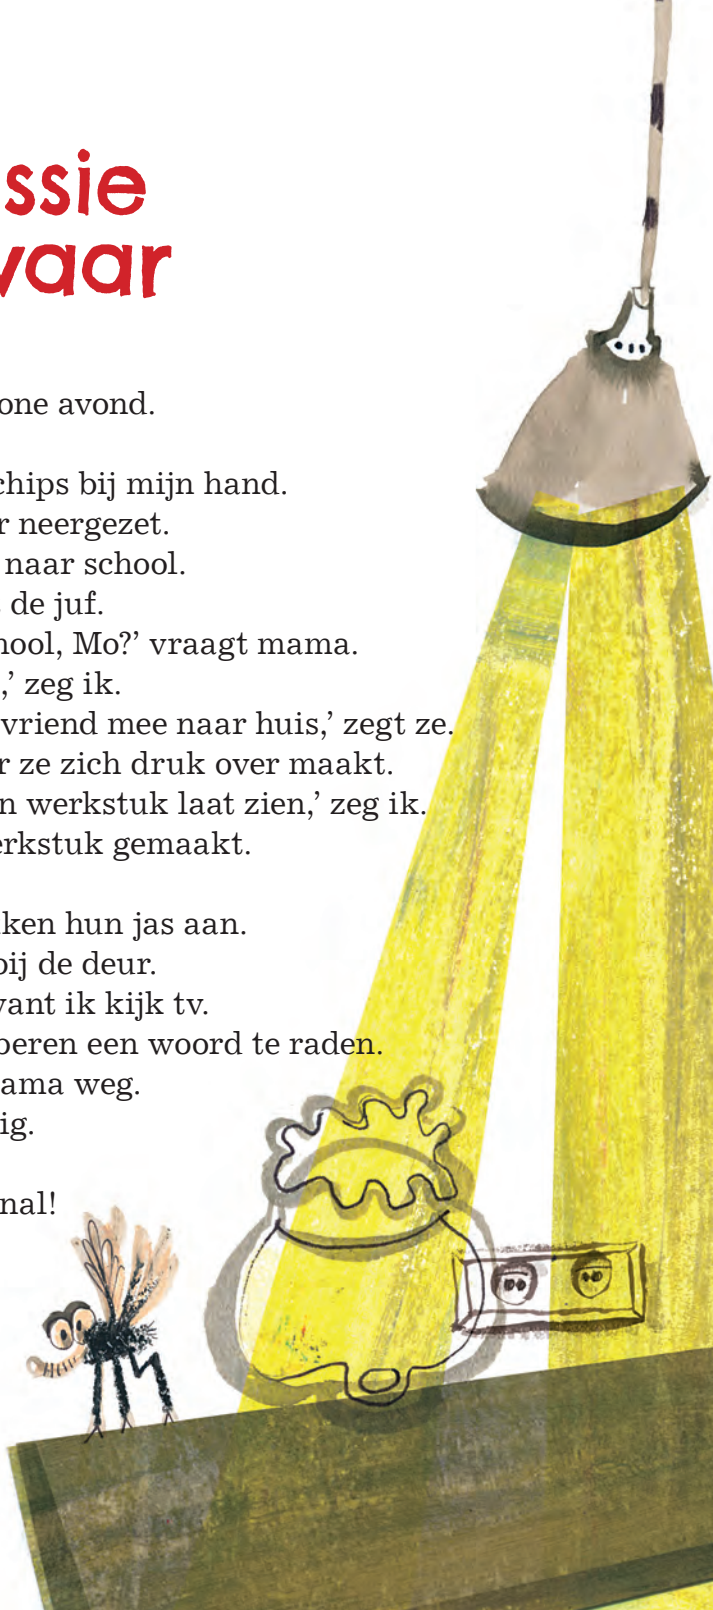 ssie
vaar
one avond.
chips bij mijn hand.
r neergezet.
naar school.
de juf.
hool, Mo?’ vraagt mama.
,’ zeg ik.
vriend mee naar huis,’ zegt ze.
r ze zich druk over maakt.
n werkstuk laat zien,’ zeg ik.
erkstuk gemaakt.
ken hun jas aan.
bij de deur.
want ik kijk tv.
beren een woord te raden.
ama weg.
ig.
nal!